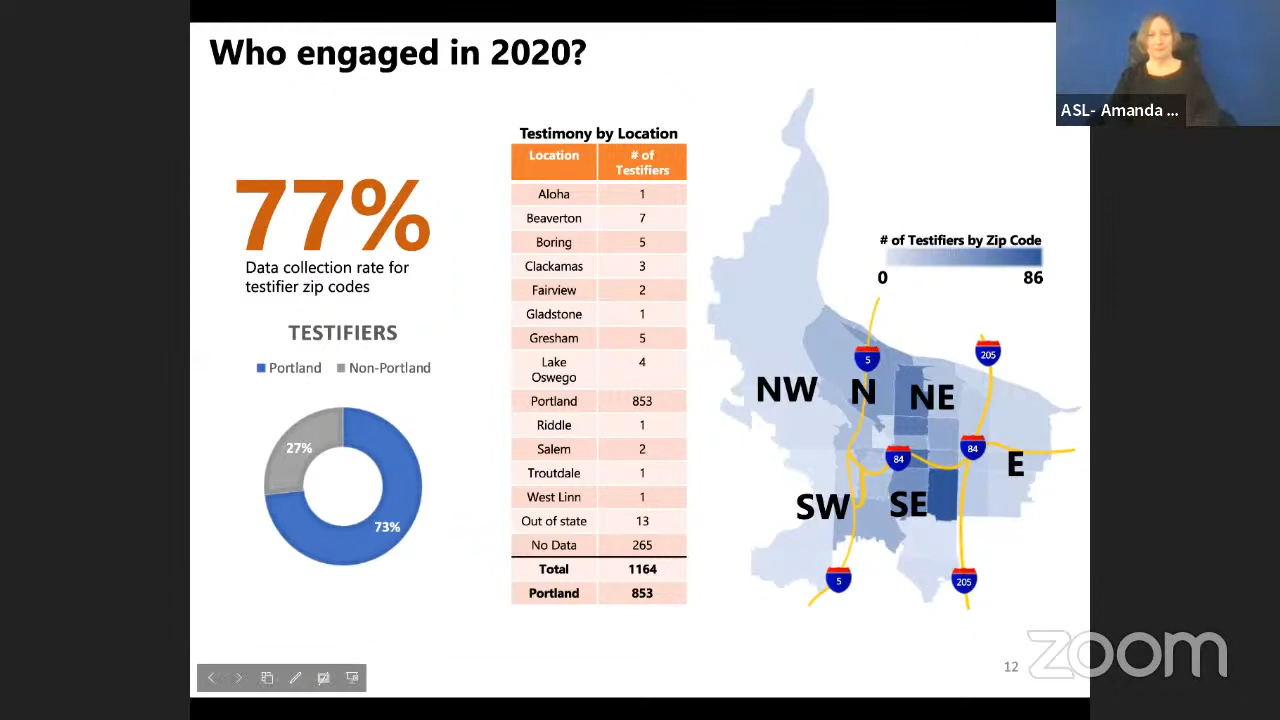 Who engaged in 2020?
ASL- Amanda ...
77%
Data collection rate for
testifier zip codes
TESTIFIERS
Portland Non-Portland
27%
73%
Testimony by Location
Location # of Testifiers
Aloha 1
Beaverton 7
Boring 5
Clackamas 3
Fairview 2
Gladstone 1
Gresham 5
Lake Oswego 4
Portland 853
Riddle 1
Salem 2
Troutdale 1
West Linn 1
Out of state 13
No Data 265
Total 1164
Portland 853
# of Testifiers by Zip Code
0 86
5
205
NW N NE
84
84
E
SW SE
5
205
12
zoom